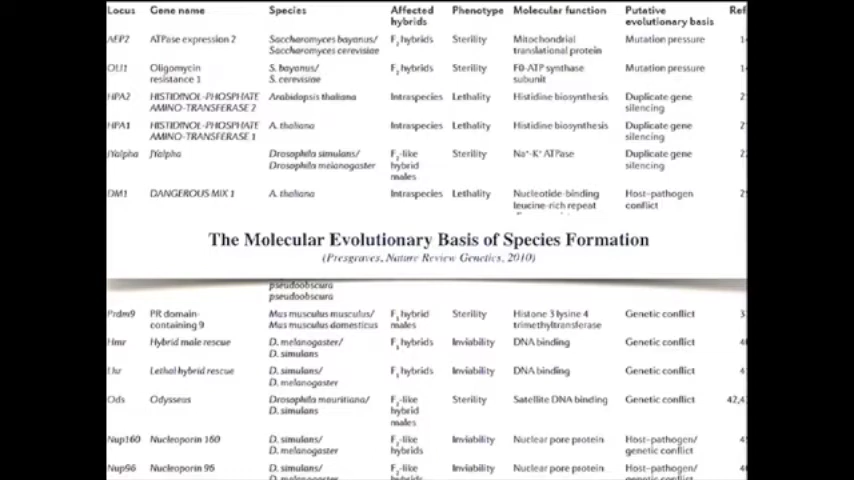 Locus Gene name Species Affected hybrids Phenotype Molecular function Putative evolutionary basis Ref
AEP2 ATPase expression 2 Saccharomyces bayanus/ Saccharomyces cerevisiae F2 hybrids Sterility Mitochondrial translational protein Mutation pressure
OLI1 Oligomycin resistance 1 S. bayanus/ S. cerevisiae F2 hybrids Sterility F0-ATP synthase subunit Mutation pressure
HPA2 HISTIDINOL-PHOSPHATE AMINO-TRANSFERASE 2 Arabidopsis thaliana Intraspecies Lethality Histidine biosynthesis Duplicate gene silencing
HPA1 HISTIDINOL-PHOSPHATE AMINO-TRANSFERASE 1 A. thaliana Intraspecies Lethality Histidine biosynthesis Duplicate gene silencing
JYalpha JYalpha Drosophila simulans/ Drosophila melanogaster F2-like hybrid males Sterility Na+-K+ ATPase Duplicate gene silencing
DM1 DANGEROUS MIX 1 A. thaliana Intraspecies Lethality Nucleotide-binding leucine-rich repeat Host–pathogen conflict
The Molecular Evolutionary Basis of Species Formation
(Presgraves, Nature Review Genetics, 2010)
pseudoobscura
pseudoobscura
Prdm9 PR domain-containing 9 Mus musculus musculus/ Mus musculus domesticus F1 hybrid males Sterility Histone 3 lysine 4 trimethyltransferase Genetic conflict
Hmr Hybrid male rescue D. melanogaster/ D. simulans F1 hybrids Inviability DNA binding Genetic conflict
Lhr Lethal hybrid rescue D. simulans/ D. melanogaster F1 hybrids Inviability DNA binding Genetic conflict
Ods Odysseus Drosophila mauritiana/ D. simulans F2-like hybrid males Sterility Satellite DNA binding Genetic conflict 42,4
Nup160 Nucleoporin 160 D. simulans/ D. melanogaster F2-like hybrids Inviability Nuclear pore protein Host–pathogen/ genetic conflict
Nup96 Nucleoporin 96 D. simulans/ F2-like Inviability Nuclear pore protein Host–pathogen/